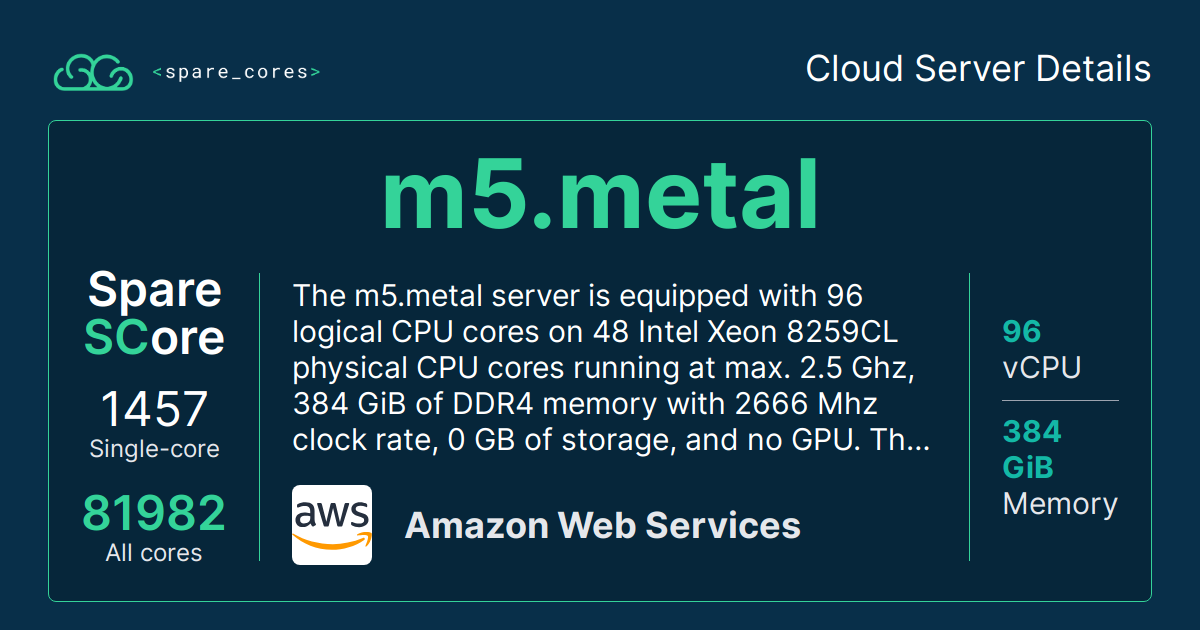 <spare_cores>
Cloud Server Details
m5.metal
Spare
SCore
1457
Single-core
81982
All cores
The m5.metal server is equipped with 96
logical CPU cores on 48 Intel Xeon 8259CL
physical CPU cores running at max. 2.5 Ghz,
384 GiB of DDR4 memory with 2666 Mhz
clock rate, 0 GB of storage, and no GPU. Th...
aws
Amazon Web Services
96
vCPU
384
GiB
Memory